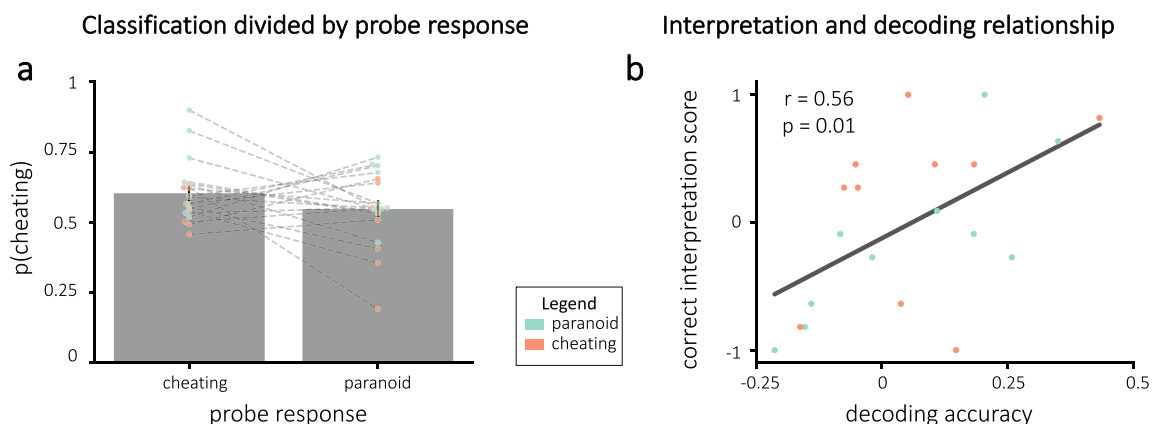 Classification divided by probe response
a
1
0.75
0.5
0.25
0
p(cheating)
cheating
paranoid
probe response
Legend
paranoid
cheating
Interpretation and decoding relationship
b
r = 0.56
p = 0.01
1
0
-1
correct interpretation score
-0.25
0
0.25
0.5
decoding accuracy